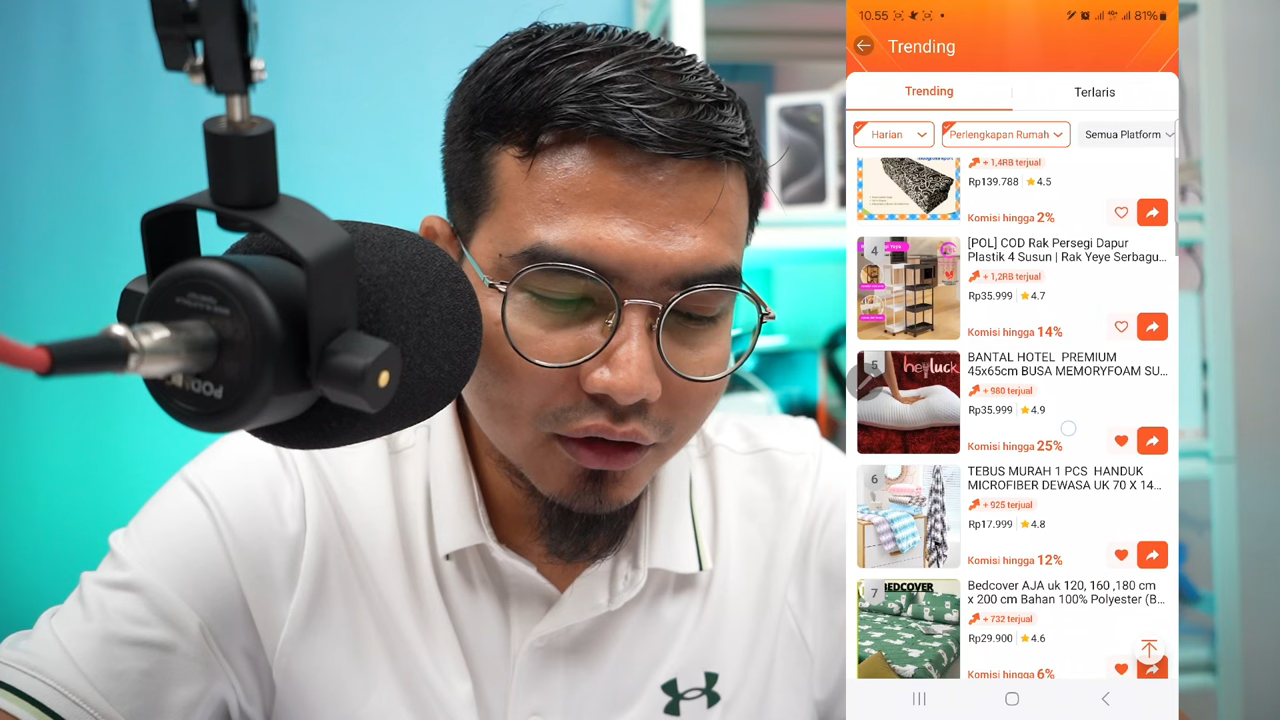 10.55
81%
Trending
Trending
Terlaris
Harian
Perlengkapan Rumah
Semua Platform
+ 1,4RB terjual
Rp139.788
4.5
Komisi hingga 2%
4
[POL] COD Rak Persegi Dapur
Plastik 4 Susun | Rak Yeye Serbagu...
+ 1,2RB terjual
Rp35.999
4.7
Komisi hingga 14%
5
heyluck
BANTAL HOTEL PREMIUM
45x65cm BUSA MEMORYFOAM SU...
+ 980 terjual
Rp35.999
4.9
Komisi hingga 25%
6
TEBUS MURAH 1 PCS HANDUK
MICROFIBER DEWASA UK 70 X 14...
+ 925 terjual
Rp17.999
4.8
Komisi hingga 12%
7
BEDCOVER
Bedcover AJA uk 120, 160 ,180 cm
x 200 cm Bahan 100% Polyester (B...
+ 732 terjual
Rp29.900
4.6
Komisi hingga 6%